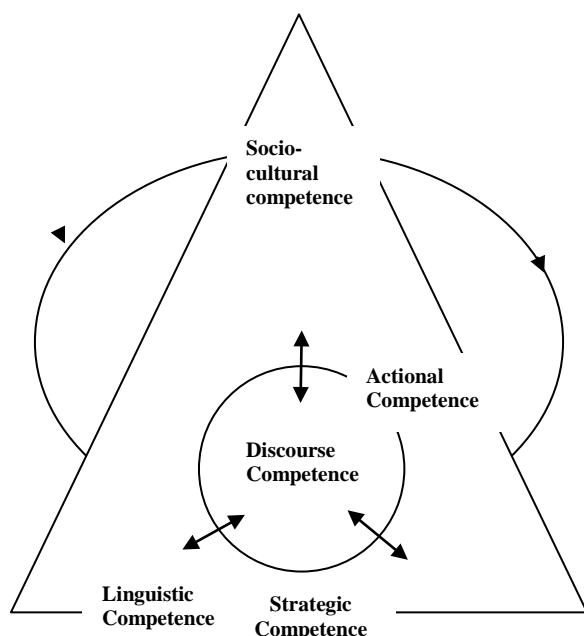 Socio-
cultural
competence
Actional
Competence
Discourse
Competence
Linguistic
Competence
Strategic
Competence